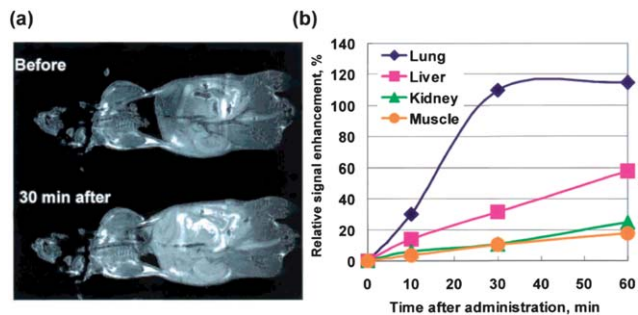 (a)
Before
30 min after
(b)
Relative signal enhancement, %
140
120
100
80
60
40
20
0
Lung
Liver
Kidney
Muscle
0 10 20 30 40 50 60
Time after administration, min